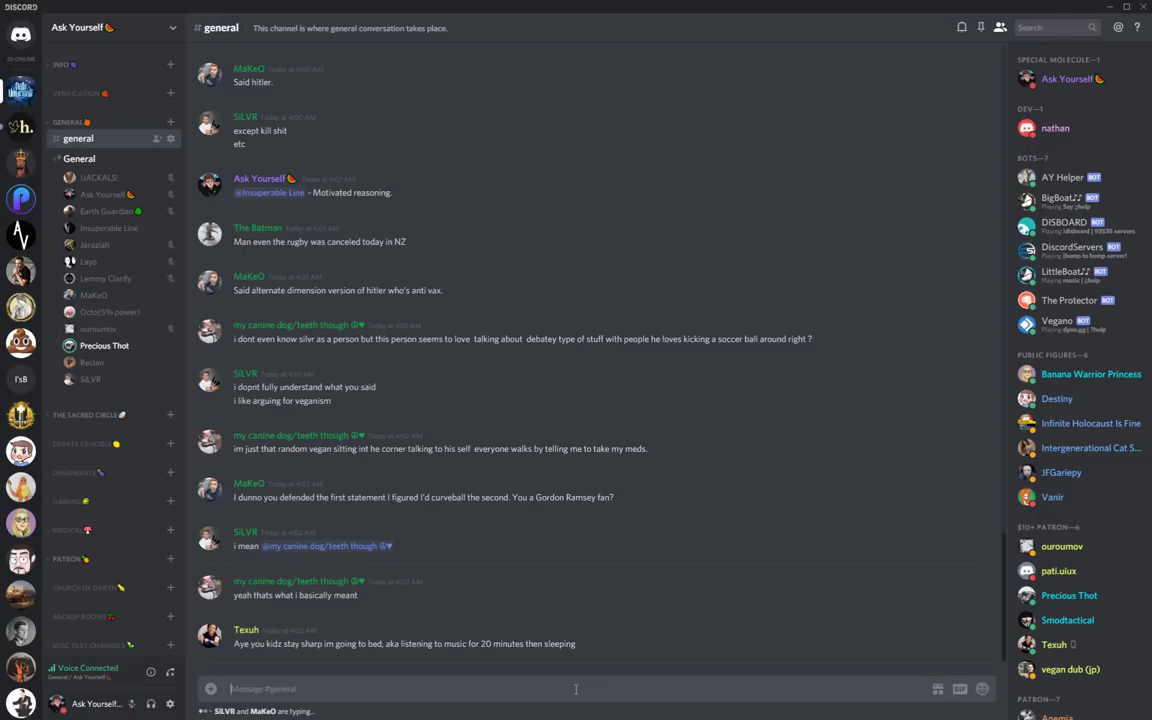 DISCORD
Ask Yourself
# general
This channel is where general conversation takes place.
Search
20 ONLINE
INFO
VERIFICATION
GENERAL
general
General
!JACKALS!
Ask Yourself
Earth Guardian
Insuperable Line
Jeraziah
Layo
Lemmy Clarify
MaKeO
Octo(5% power)
ouroumov
Precious Thot
Reclan
SiLVR
THE SACRED CIRCLE
DEBATE CRUCIBLE
DEGENERATE
GAMING
MEDICAL
PATRON
CHURCH OF DARTH
BACKUP ROOMS
MISC TEXT CHANNELS
Voice Connected
General / Ask Yourself
Ask Yourself...
h.
P
AV
I'sB
MaKeO Today at 4:00 AM
Said hitler.
SiLVR Today at 4:00 AM
except kill shit
etc
Ask Yourself Today at 4:01 AM
@Insuperable Line - Motivated reasoning.
The Batman Today at 4:01 AM
Man even the rugby was canceled today in NZ
MaKeO Today at 4:01 AM
Said alternate dimension version of hitler who's anti vax.
my canine dog/teeth though Today at 4:01 AM
i dont even know silvr as a person but this person seems to love talking about debatey type of stuff with people he loves kicking a soccer ball around right ?
SiLVR Today at 4:01 AM
i dopnt fully understand what you said
i like arguing for veganism
my canine dog/teeth though Today at 4:02 AM
im just that random vegan sitting int he corner talking to his self everyone walks by telling me to take my meds.
MaKeO Today at 4:02 AM
I dunno you defended the first statement I figured I'd curveball the second. You a Gordon Ramsey fan?
SiLVR Today at 4:02 AM
i mean @my canine dog/teeth though
my canine dog/teeth though Today at 4:02 AM
yeah thats what i basically meant
Texuh Today at 4:02 AM
Aye you kidz stay sharp im going to bed, aka listening to music for 20 minutes then sleeping
Message #general
GIF
SiLVR and MaKeO are typing...
SPECIAL MOLECULE—1
Ask Yourself
DEV—1
nathan
BOTS—7
AY Helper BOT
BigBoat♪♪ BOT
Playing Say ;;help
DISBOARD BOT
Playing !disboard | 93535 servers
DiscordServers BOT
Playing !bump to bump server!
LittleBoat♪♪ BOT
Playing music | ;;help
The Protector BOT
Vegano BOT
Playing dyno.gg | ?help
PUBLIC FIGURES—6
Banana Warrior Princess
Destiny
Infinite Holocaust Is Fine
Intergenerational Cat S...
JFGariepy
Vanir
$10+ PATRON—6
ouroumov
pati.uiux
Precious Thot
Smodtactical
Texuh
vegan dub (jp)
PATRON—7
Anemia